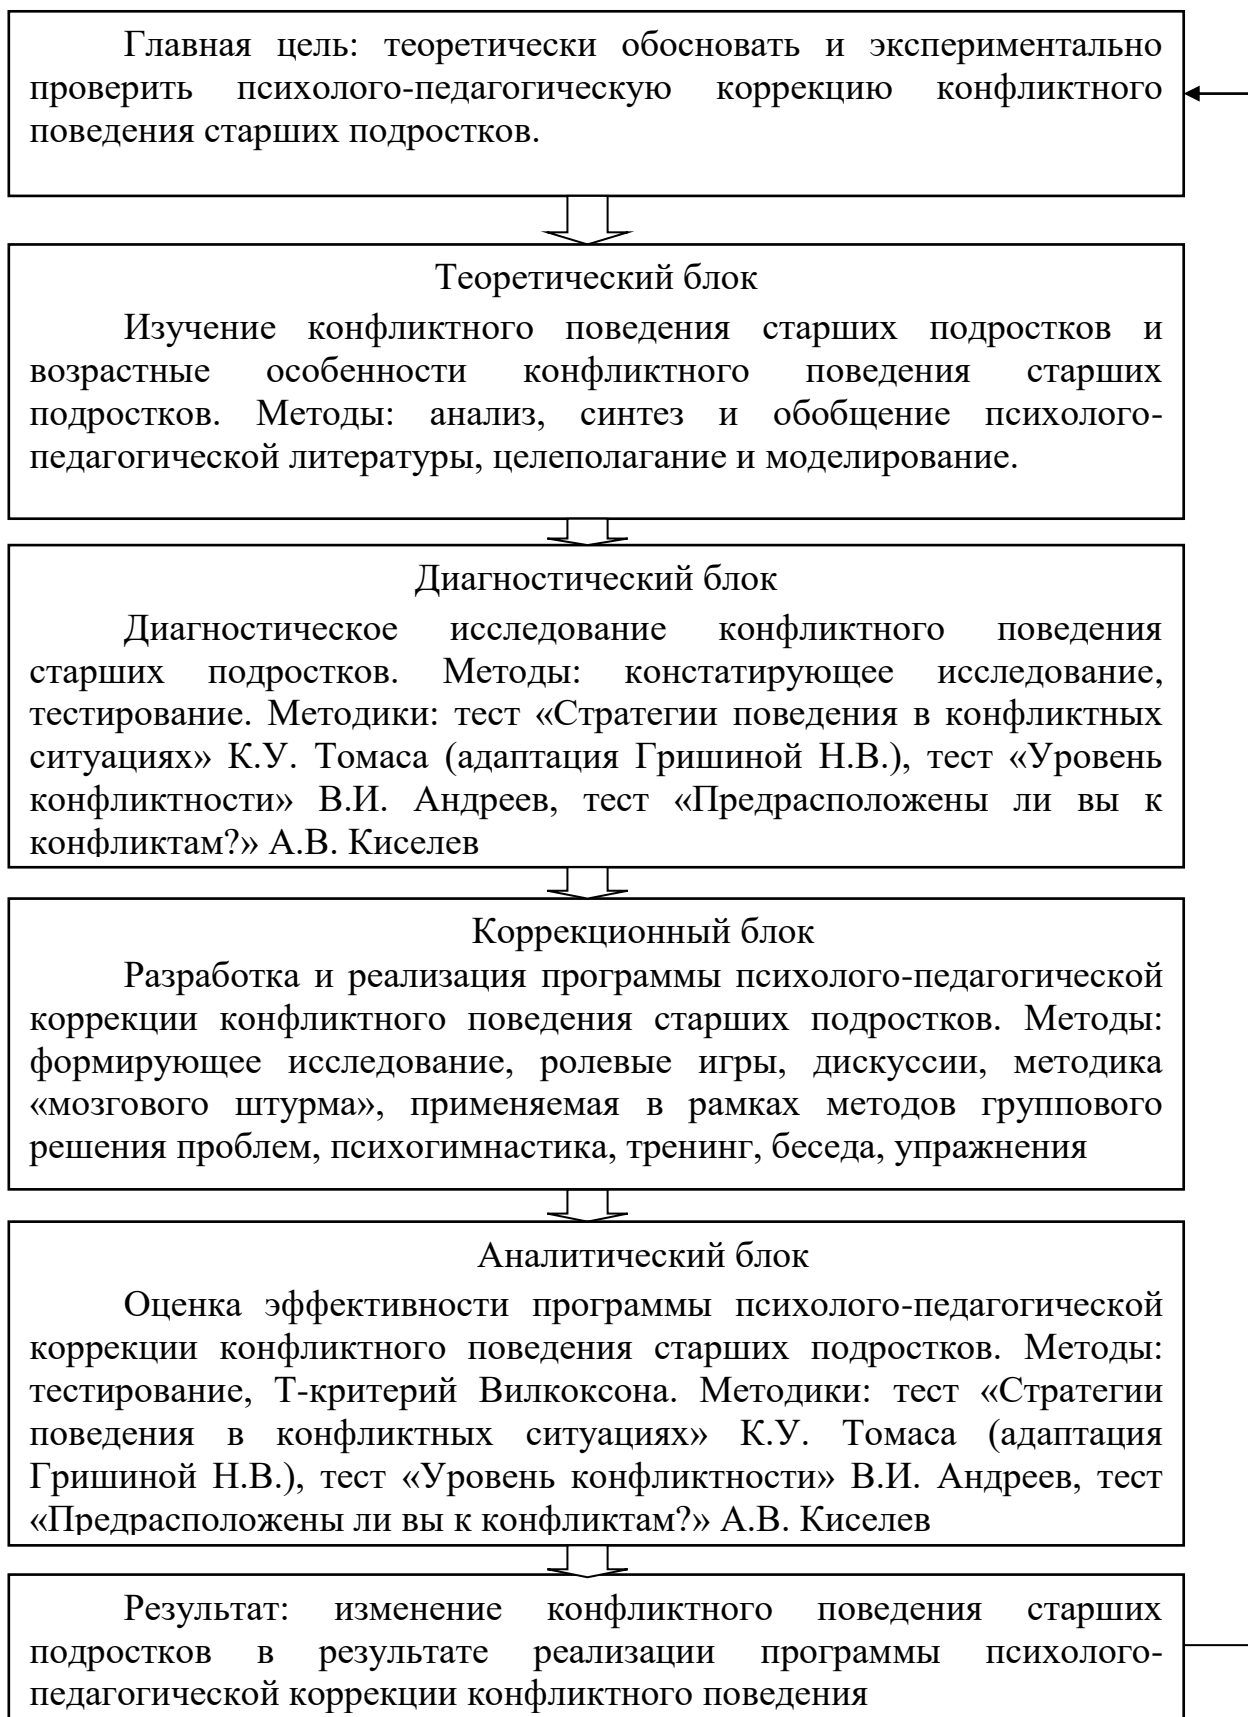 Главная цель: теоретически обосновать и экспериментально
проверить психолого-педагогическую коррекцию конфликтного
поведения старших подростков.
Теоретический блок
Изучение конфликтного поведения старших подростков и
возрастные особенности конфликтного поведения старших
подростков. Методы: анализ, синтез и обобщение психолого-
педагогической литературы, целеполагание и моделирование.
Диагностический блок
Диагностическое исследование конфликтного поведения
старших подростков. Методы: констатирующее исследование,
тестирование. Методики: тест «Стратегии поведения в конфликтных
ситуациях» К.У. Томаса (адаптация Гришиной Н.В.), тест «Уровень
конфликтности» В.И. Андреев, тест «Предрасположены ли вы к
конфликтам?» А.В. Киселев
Коррекционный блок
Разработка и реализация программы психолого-педагогической
коррекции конфликтного поведения старших подростков. Методы:
формирующее исследование, ролевые игры, дискуссии, методика
«мозгового штурма», применяемая в рамках методов группового
решения проблем, психогимнастика, тренинг, беседа, упражнения
Аналитический блок
Оценка эффективности программы психолого-педагогической
коррекции конфликтного поведения старших подростков. Методы:
тестирование, Т-критерий Вилкоксона. Методики: тест «Стратегии
поведения в конфликтных ситуациях» К.У. Томаса (адаптация
Гришиной Н.В.), тест «Уровень конфликтности» В.И. Андреев, тест
«Предрасположены ли вы к конфликтам?» А.В. Киселев
Результат: изменение конфликтного поведения старших
подростков в результате реализации программы психолого-
педагогической коррекции конфликтного поведения